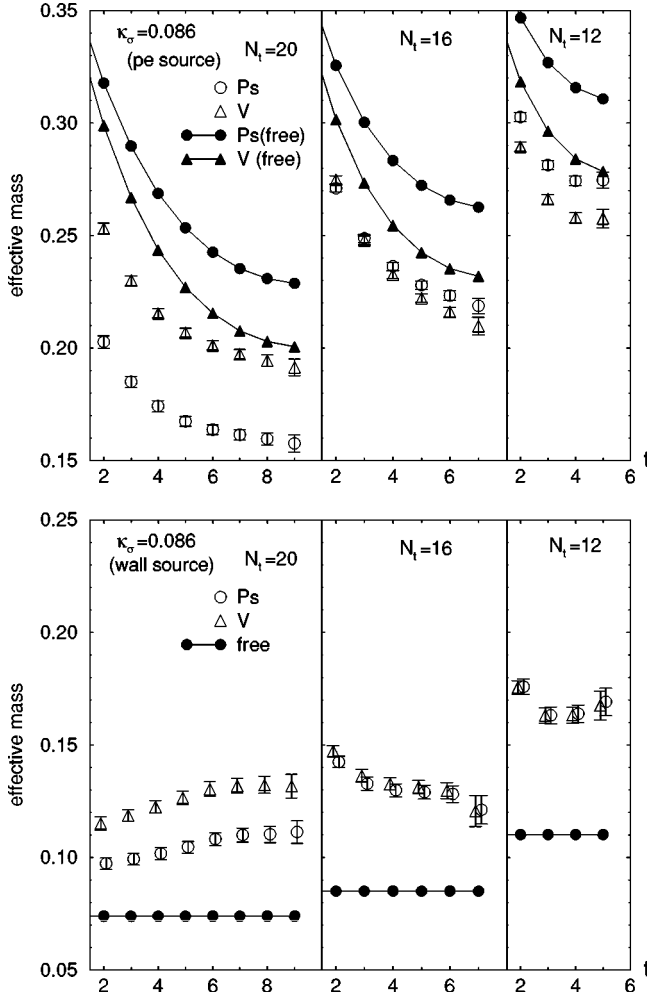 0.35
0.30
0.25
0.20
0.15
effective mass
κσ=0.086
(pe source)
Nt=20
Ps
V
Ps(free)
V (free)
Nt=16
Nt=12
2 4 6 8 2 4 6 2 4 6
t
0.25
0.20
0.15
0.10
0.05
effective mass
κσ=0.086
(wall source)
Nt=20
Ps
V
free
Nt=16
Nt=12
2 4 6 8 2 4 6 2 4 6
t